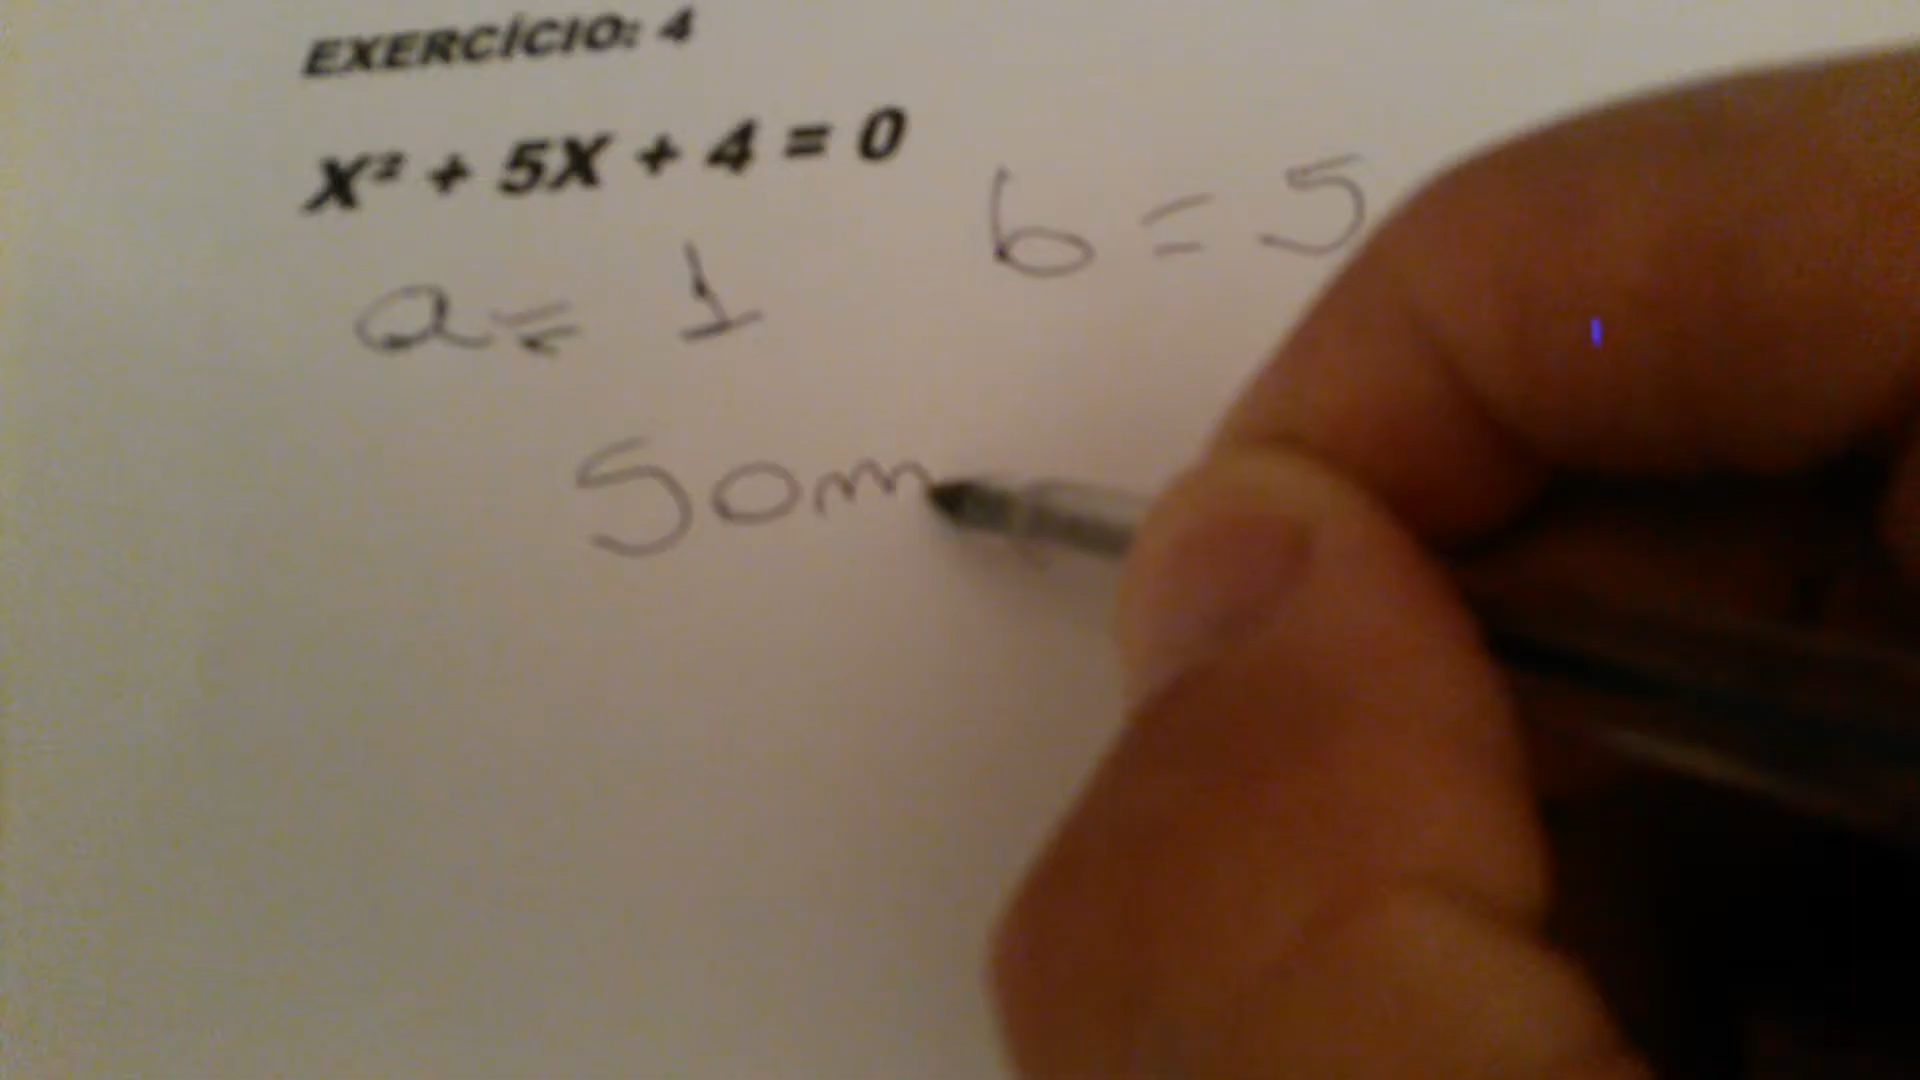 EXERCÍCIO: 4
X² + 5X + 4 = 0
a = 1 b = 5
Som